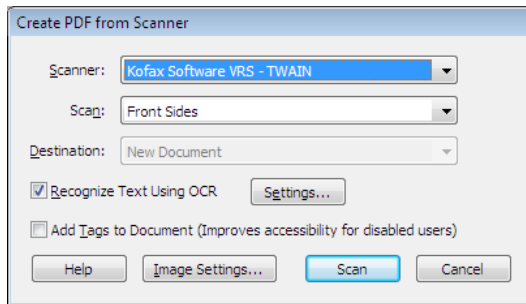 Create PDF from Scanner
Scanner: Kofax Software VRS - TWAIN
Scan: Front Sides
Destination: New Document
Recognize Text Using OCR Settings...
Add Tags to Document (Improves accessibility for disabled users)
Help Image Settings... Scan Cancel